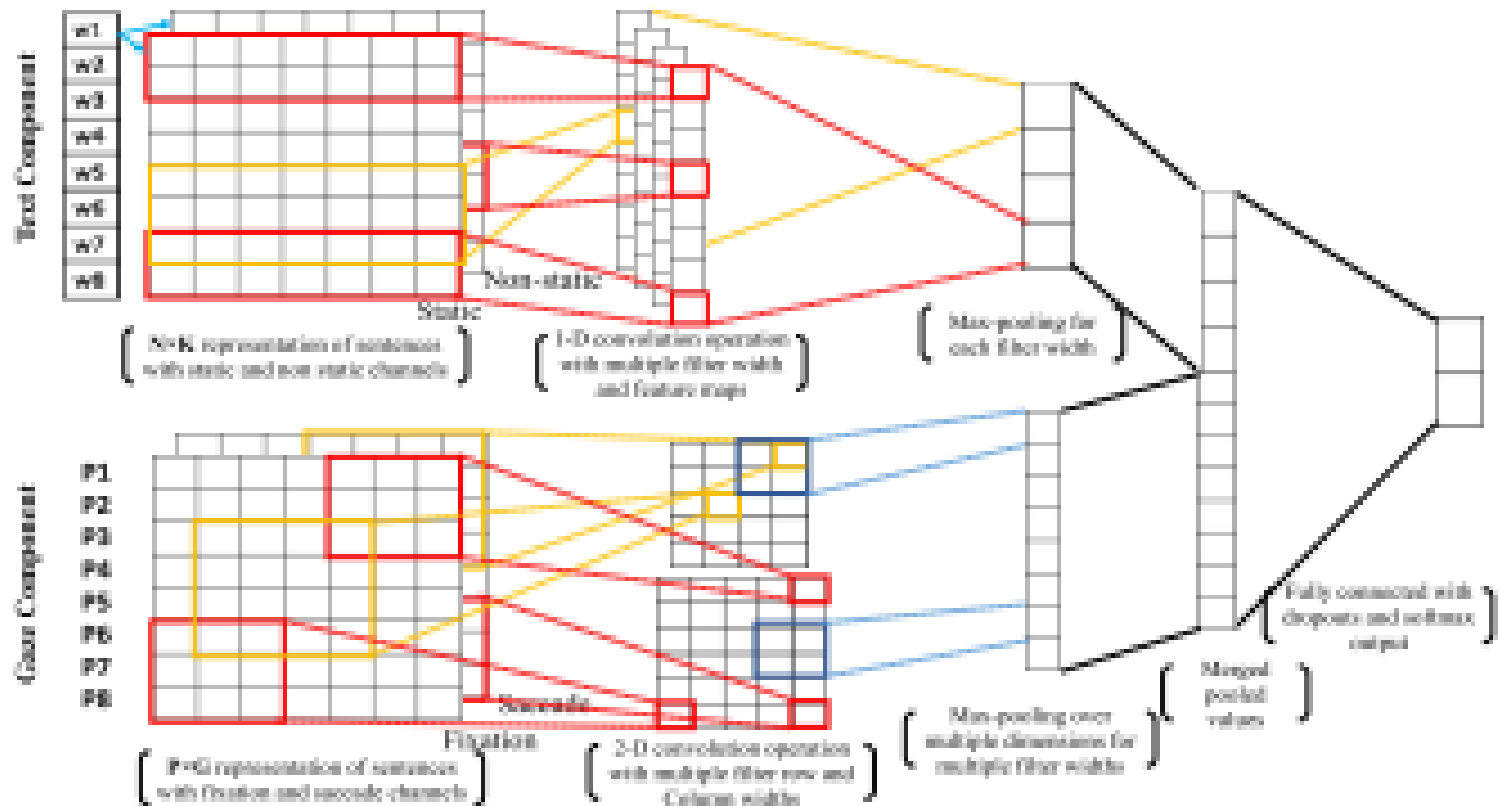 Text Component
w1
w2
w3
w4
w5
w6
w7
w8
Non-static
Static
N×K representation of sentences
with static and non static channels
1-D convolution operation
with multiple filter width
and feature maps
Max-pooling for
each filter width
Gaze Component
P1
P2
P3
P4
P5
P6
P7
P8
Saccade
Fixation
P×G representation of sentences
with fixation and saccade channels
2-D convolution operation
with multiple filter row and
Column widths
Max-pooling over
multiple dimensions for
multiple filter widths
Merged
pooled
values
Fully connected with
dropouts and softmax
output